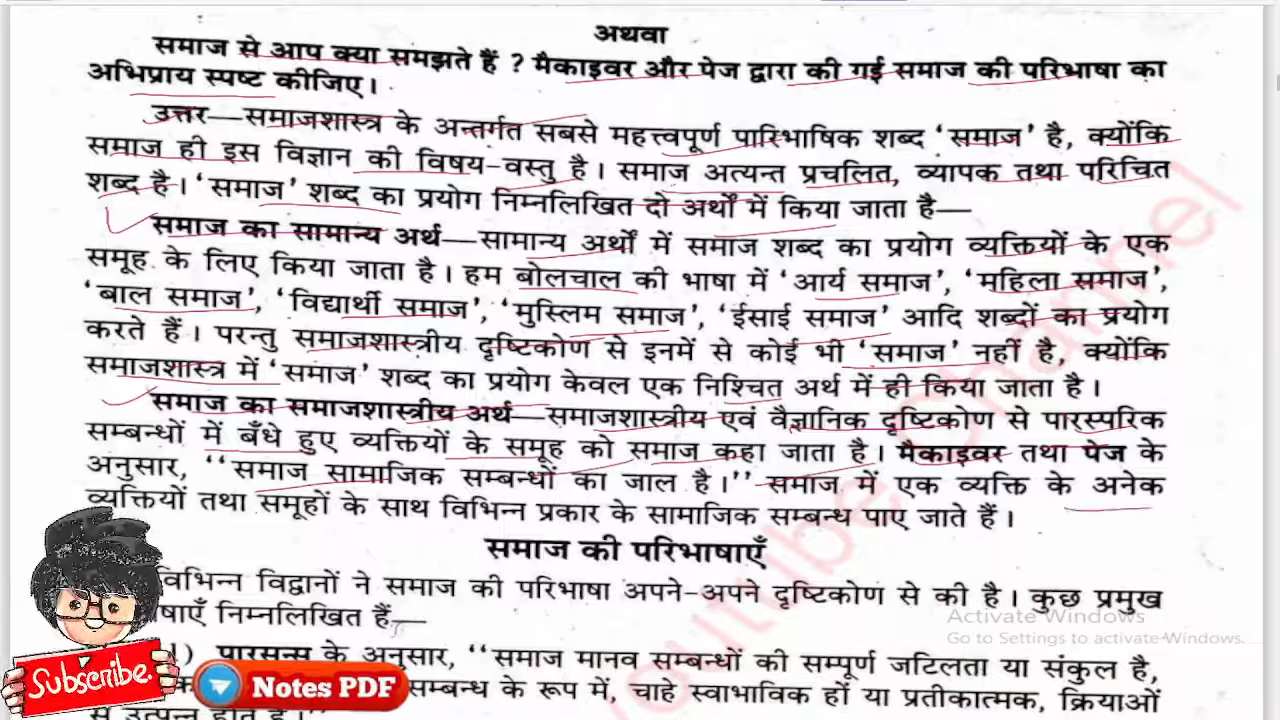 अथवा
समाज से आप क्या समझते हैं ? मैकाइवर और पेज द्वारा की गई समाज की परिभाषा का
अभिप्राय स्पष्ट कीजिए।
उत्तर—समाजशास्त्र के अन्तर्गत सबसे महत्त्वपूर्ण पारिभाषिक शब्द ‘समाज’ है, क्योंकि
समाज ही इस विज्ञान की विषय-वस्तु है। समाज अत्यन्त प्रचलित, व्यापक तथा परिचित
शब्द है। ‘समाज’ शब्द का प्रयोग निम्नलिखित दो अर्थों में किया जाता है—
समाज का सामान्य अर्थ—सामान्य अर्थों में समाज शब्द का प्रयोग व्यक्तियों के एक
समूह के लिए किया जाता है। हम बोलचाल की भाषा में ‘आर्य समाज’, ‘महिला समाज’,
‘बाल समाज’, ‘विद्यार्थी समाज’, ‘मुस्लिम समाज’, ‘ईसाई समाज’ आदि शब्दों का प्रयोग
करते हैं। परन्तु समाजशास्त्रीय दृष्टिकोण से इनमें से कोई भी ‘समाज’ नहीं है, क्योंकि
समाजशास्त्र में ‘समाज’ शब्द का प्रयोग केवल एक निश्चित अर्थ में ही किया जाता है।
समाज का समाजशास्त्रीय अर्थ—समाजशास्त्रीय एवं वैज्ञानिक दृष्टिकोण से पारस्परिक
सम्बन्धों में बँधे हुए व्यक्तियों के समूह को समाज कहा जाता है। मैकाइवर तथा पेज के
अनुसार, ‘‘समाज सामाजिक सम्बन्धों का जाल है।’’ समाज में एक व्यक्ति के अनेक
व्यक्तियों तथा समूहों के साथ विभिन्न प्रकार के सामाजिक सम्बन्ध पाए जाते हैं।
समाज की परिभाषाएँ
विभिन्न विद्वानों ने समाज की परिभाषा अपने-अपने दृष्टिकोण से की है। कुछ प्रमुख
षाएँ निम्नलिखित हैं—
1) पारसन्स के अनुसार, ‘‘समाज मानव सम्बन्धों की सम्पूर्ण जटिलता या संकुल है,
सम्बन्ध के रूप में, चाहे स्वाभाविक हों या प्रतीकात्मक, क्रियाओं
से उत्पन्न होते हैं।’’
Youtube Channel
Activate Windows
Go to Settings to activate Windows.
Subscribe.
Notes PDF